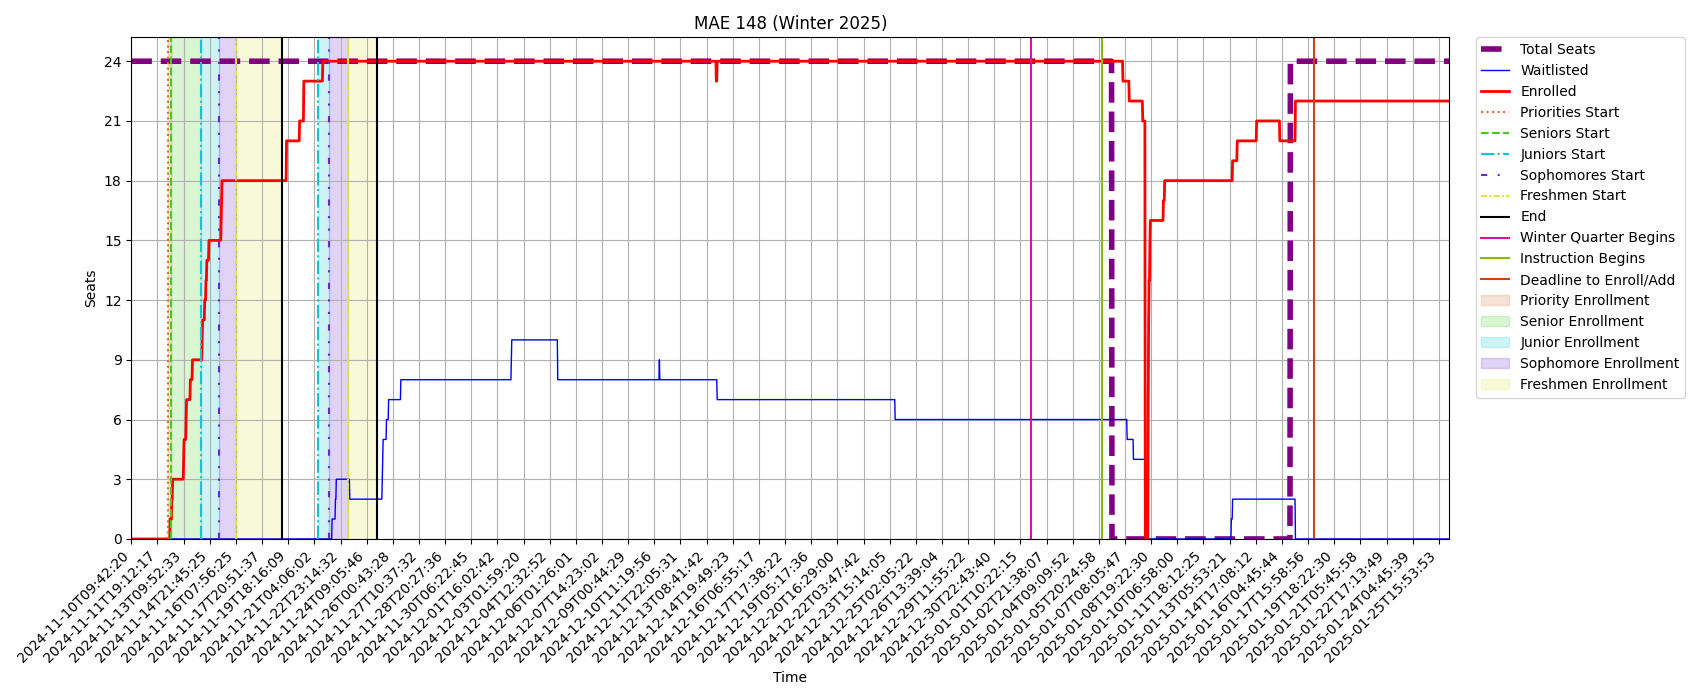 MAE 148 (Winter 2025)
Seats
24
21
18
15
12
9
6
3
0
2024-11-10T09:42:20
2024-11-11T19:12:17
2024-11-13T09:52:33
2024-11-14T21:45:25
2024-11-16T07:56:25
2024-11-17T20:51:37
2024-11-19T18:16:09
2024-11-21T04:06:02
2024-11-22T23:14:32
2024-11-24T09:05:46
2024-11-26T00:43:28
2024-11-27T10:37:32
2024-11-28T20:27:36
2024-11-30T06:22:45
2024-12-01T16:02:42
2024-12-03T01:59:20
2024-12-04T12:32:52
2024-12-06T01:26:01
2024-12-07T14:23:02
2024-12-09T00:44:29
2024-12-10T11:19:56
2024-12-11T22:05:31
2024-12-13T08:41:42
2024-12-14T19:49:23
2024-12-16T06:55:17
2024-12-17T17:38:22
2024-12-19T05:17:36
2024-12-20T16:29:00
2024-12-22T03:47:42
2024-12-23T15:14:05
2024-12-25T02:05:22
2024-12-26T13:39:04
2024-12-29T11:55:22
2024-12-30T22:43:40
2025-01-01T10:22:15
2025-01-02T21:38:07
2025-01-04T09:09:52
2025-01-05T20:24:58
2025-01-07T08:05:47
2025-01-08T19:22:30
2025-01-10T06:58:00
2025-01-11T18:12:25
2025-01-13T05:53:21
2025-01-14T17:08:12
2025-01-16T04:45:44
2025-01-17T15:58:56
2025-01-19T18:22:30
2025-01-21T05:45:58
2025-01-22T17:13:49
2025-01-24T04:45:39
2025-01-25T15:53:53
Time
Total Seats
Waitlisted
Enrolled
Priorities Start
Seniors Start
Juniors Start
Sophomores Start
Freshmen Start
End
Winter Quarter Begins
Instruction Begins
Deadline to Enroll/Add
Priority Enrollment
Senior Enrollment
Junior Enrollment
Sophomore Enrollment
Freshmen Enrollment